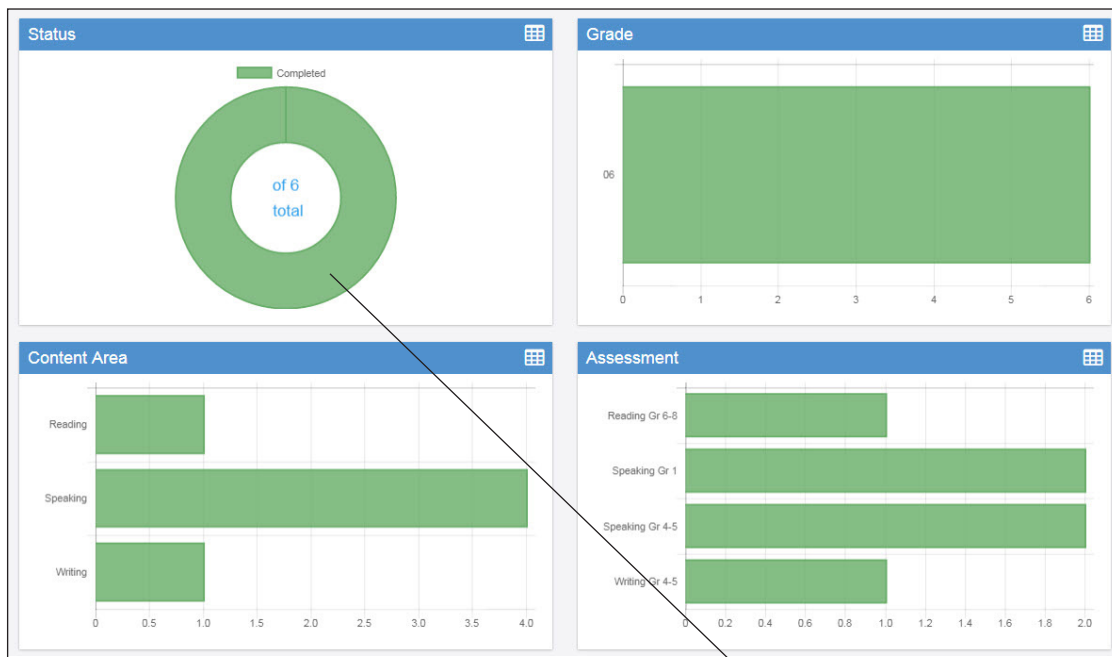 Status
Completed
of 6
total
Grade
06
0 1 2 3 4 5 6
Content Area
Reading
Speaking
Writing
0 0.5 1.0 1.5 2.0 2.5 3.0 3.5 4.0
Assessment
Reading Gr 6-8
Speaking Gr 1
Speaking Gr 4-5
Writing Gr 4-5
0 0.2 0.4 0.6 0.8 1.0 1.2 1.4 1.6 1.8 2.0